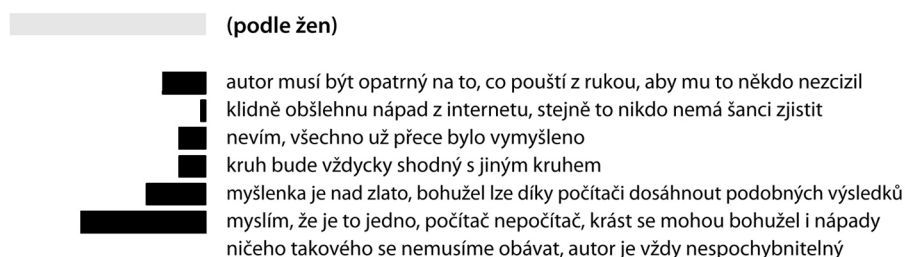 (podle žen)
autor musí být opatrný na to, co pouští z rukou, aby mu to někdo nezcizil
klidně obšlehnu nápad z internetu, stejně to nikdo nemá šanci zjistit
nevím, všechno už přece bylo vymyšleno
kruh bude vždycky shodný s jiným kruhem
myšlenka je nad zlato, bohužel lze díky počítači dosáhnout podobných výsledků
myslím, že je to jedno, počítač nepočítač, krást se mohou bohužel i nápady
ničeho takového se nemusíme obávat, autor je vždy nespochybnitelný